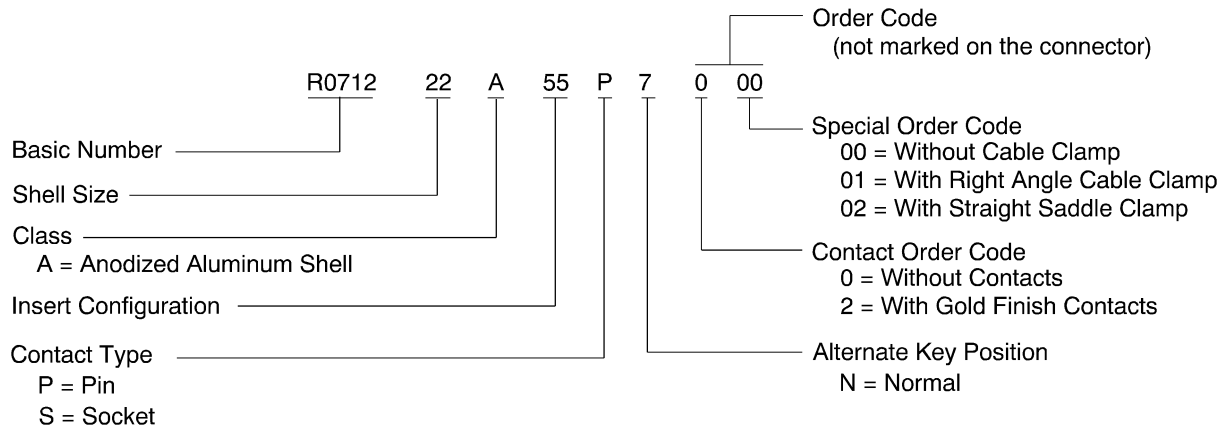 Order Code
(not marked on the connector)
R0712 22 A 55 P 7 0 00
Basic Number
Shell Size
Class
A = Anodized Aluminum Shell
Insert Configuration
Contact Type
P = Pin
S = Socket
Special Order Code
00 = Without Cable Clamp
01 = With Right Angle Cable Clamp
02 = With Straight Saddle Clamp
Contact Order Code
0 = Without Contacts
2 = With Gold Finish Contacts
Alternate Key Position
N = Normal